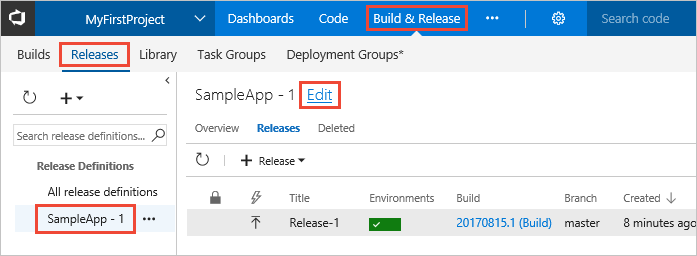 MyFirstProject Dashboards Code Build & Release ••• Search code
Builds Releases Library Task Groups Deployment Groups*
SampleApp - 1 Edit
Search release definitions...
Overview Releases Deleted
Release Definitions
Release
All release definitions
Title Environments Build Branch Created
SampleApp - 1 •••
Release-1 20170815.1 (Build) master 8 minutes ago